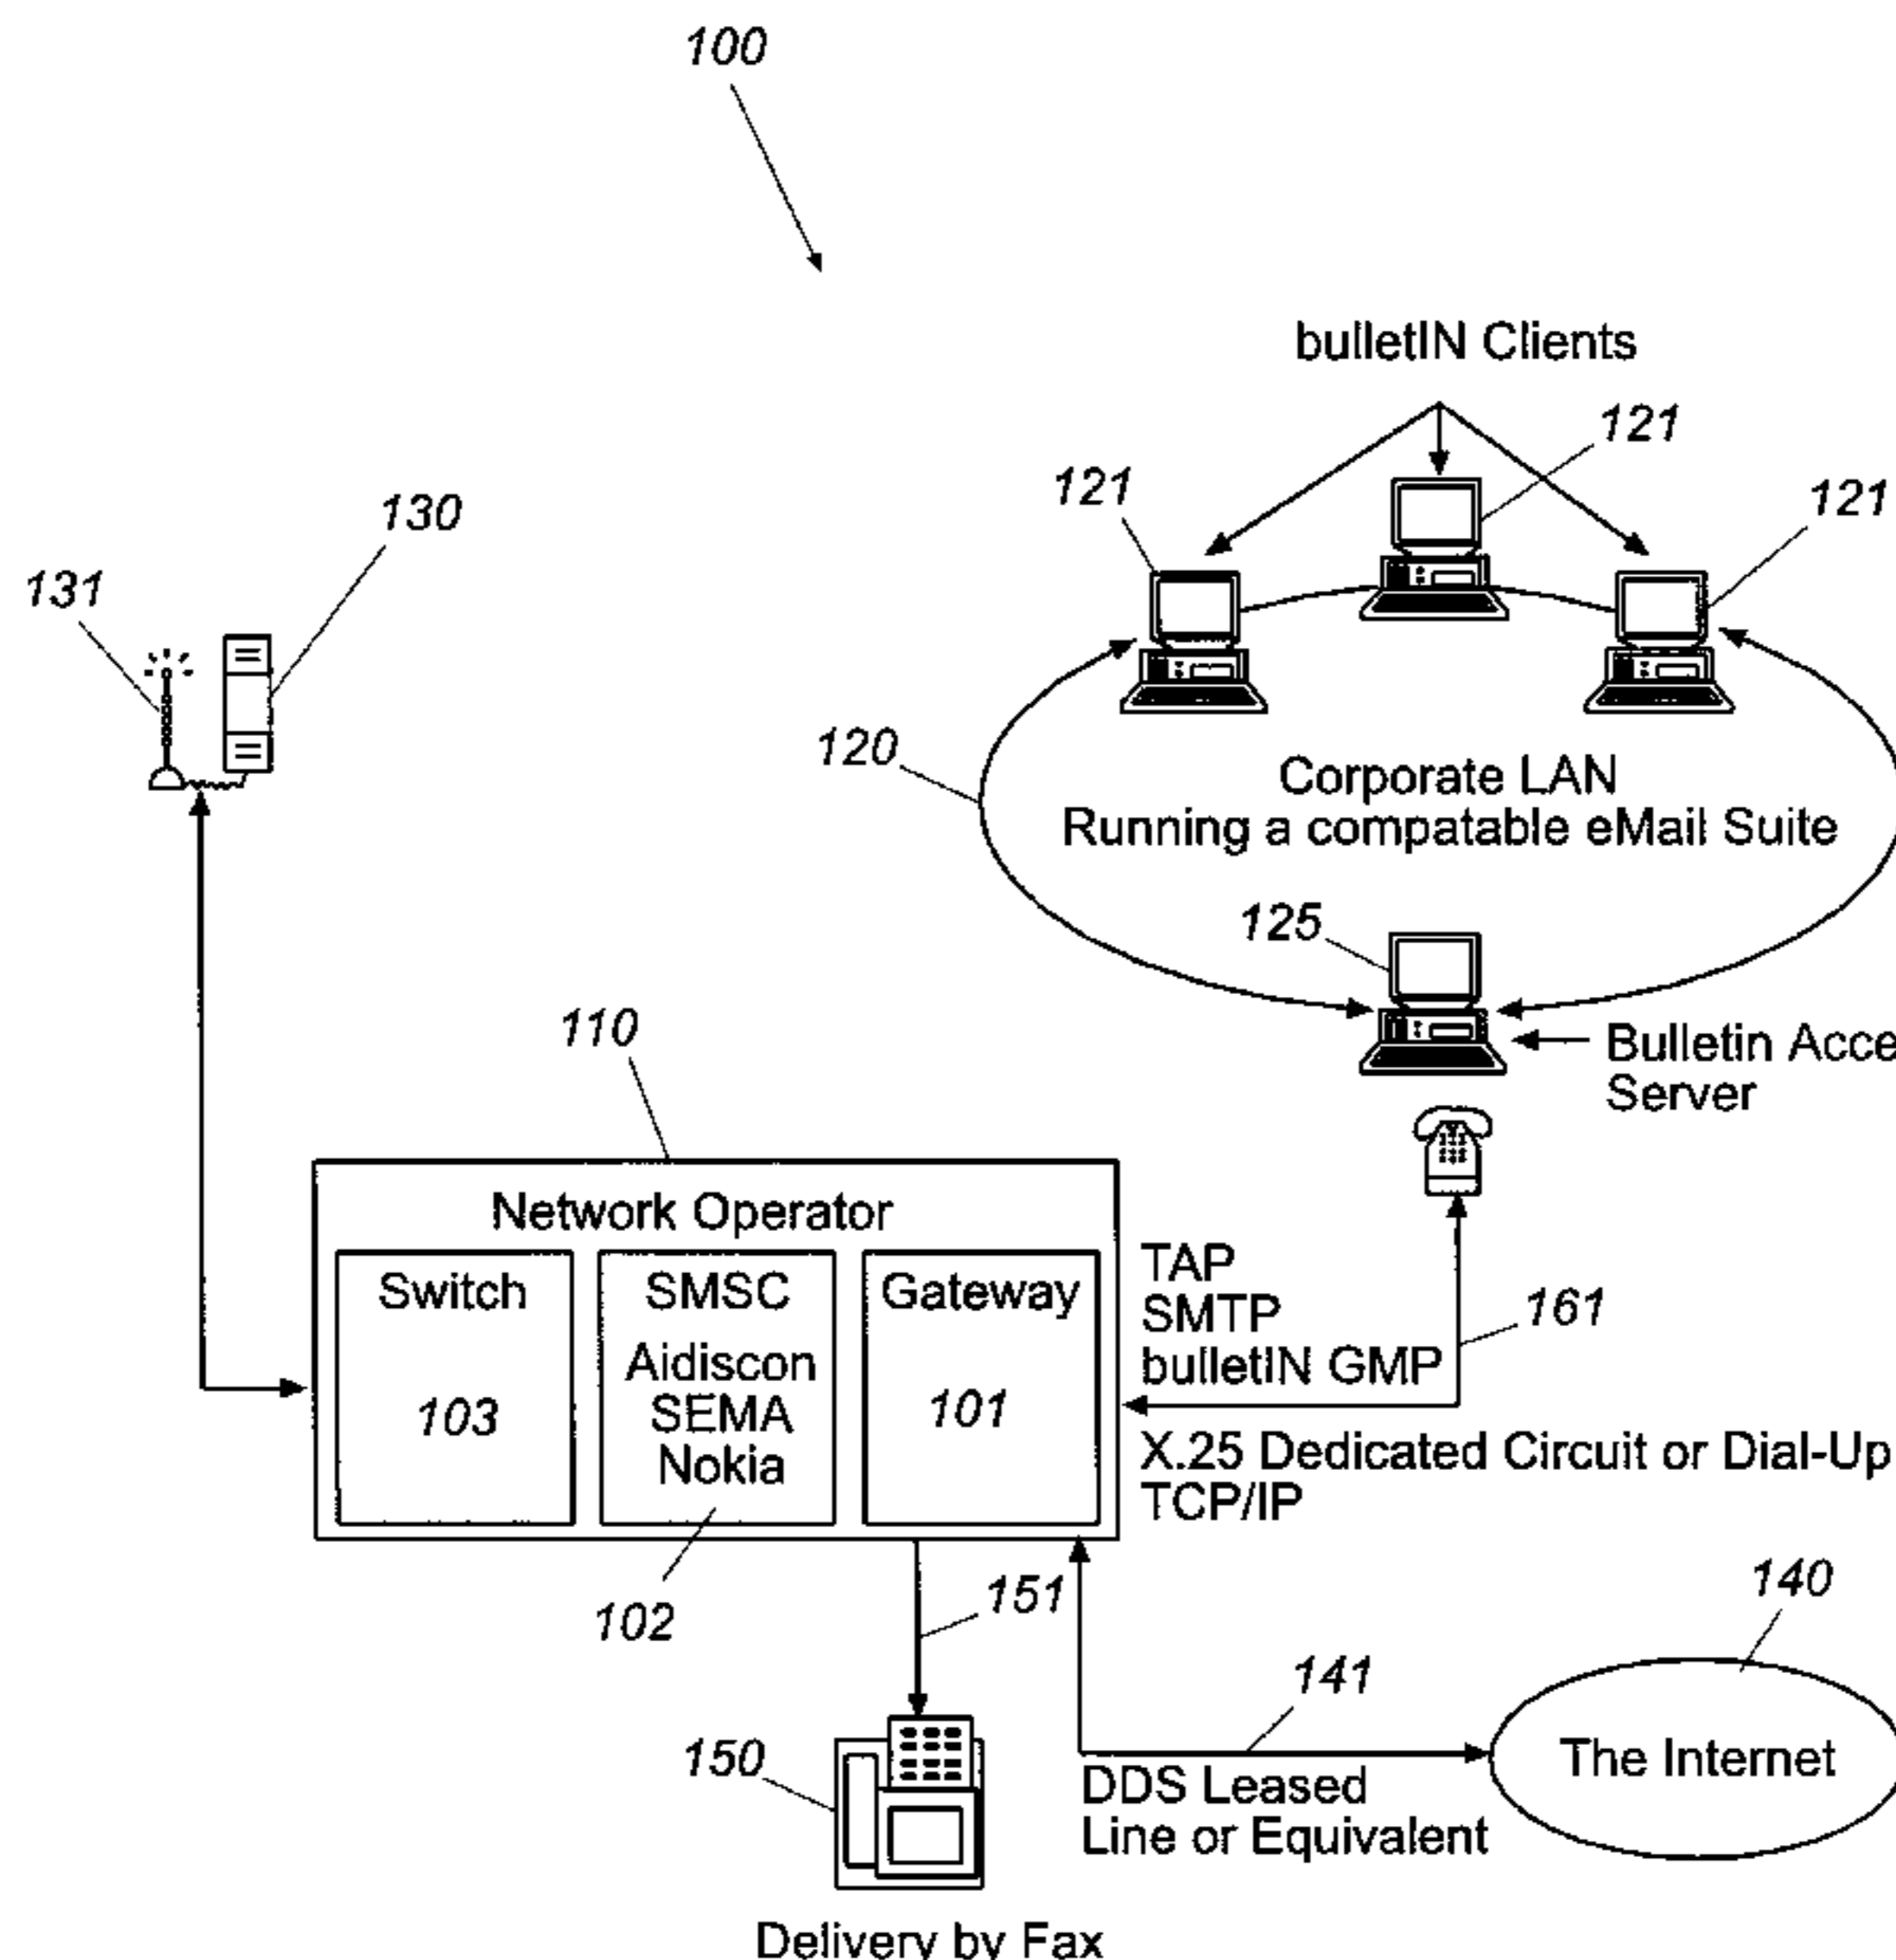 100
bulletIN Clients
121
121
121
130
131
120
Corporate LAN
Running a compatable eMail Suite
125
Bulletin
Server
110
Network Operator
Switch
103
SMSC
Aidiscon
SEMA
Nokia
102
Gateway
101
TAP
SMTP
bulletIN GMP
161
X.25 Dedicated Circuit or Dial-Up
TCP/IP
151
140
141
The Internet
DDS Leased
Line or Equivalent
150
Delivery by Fax